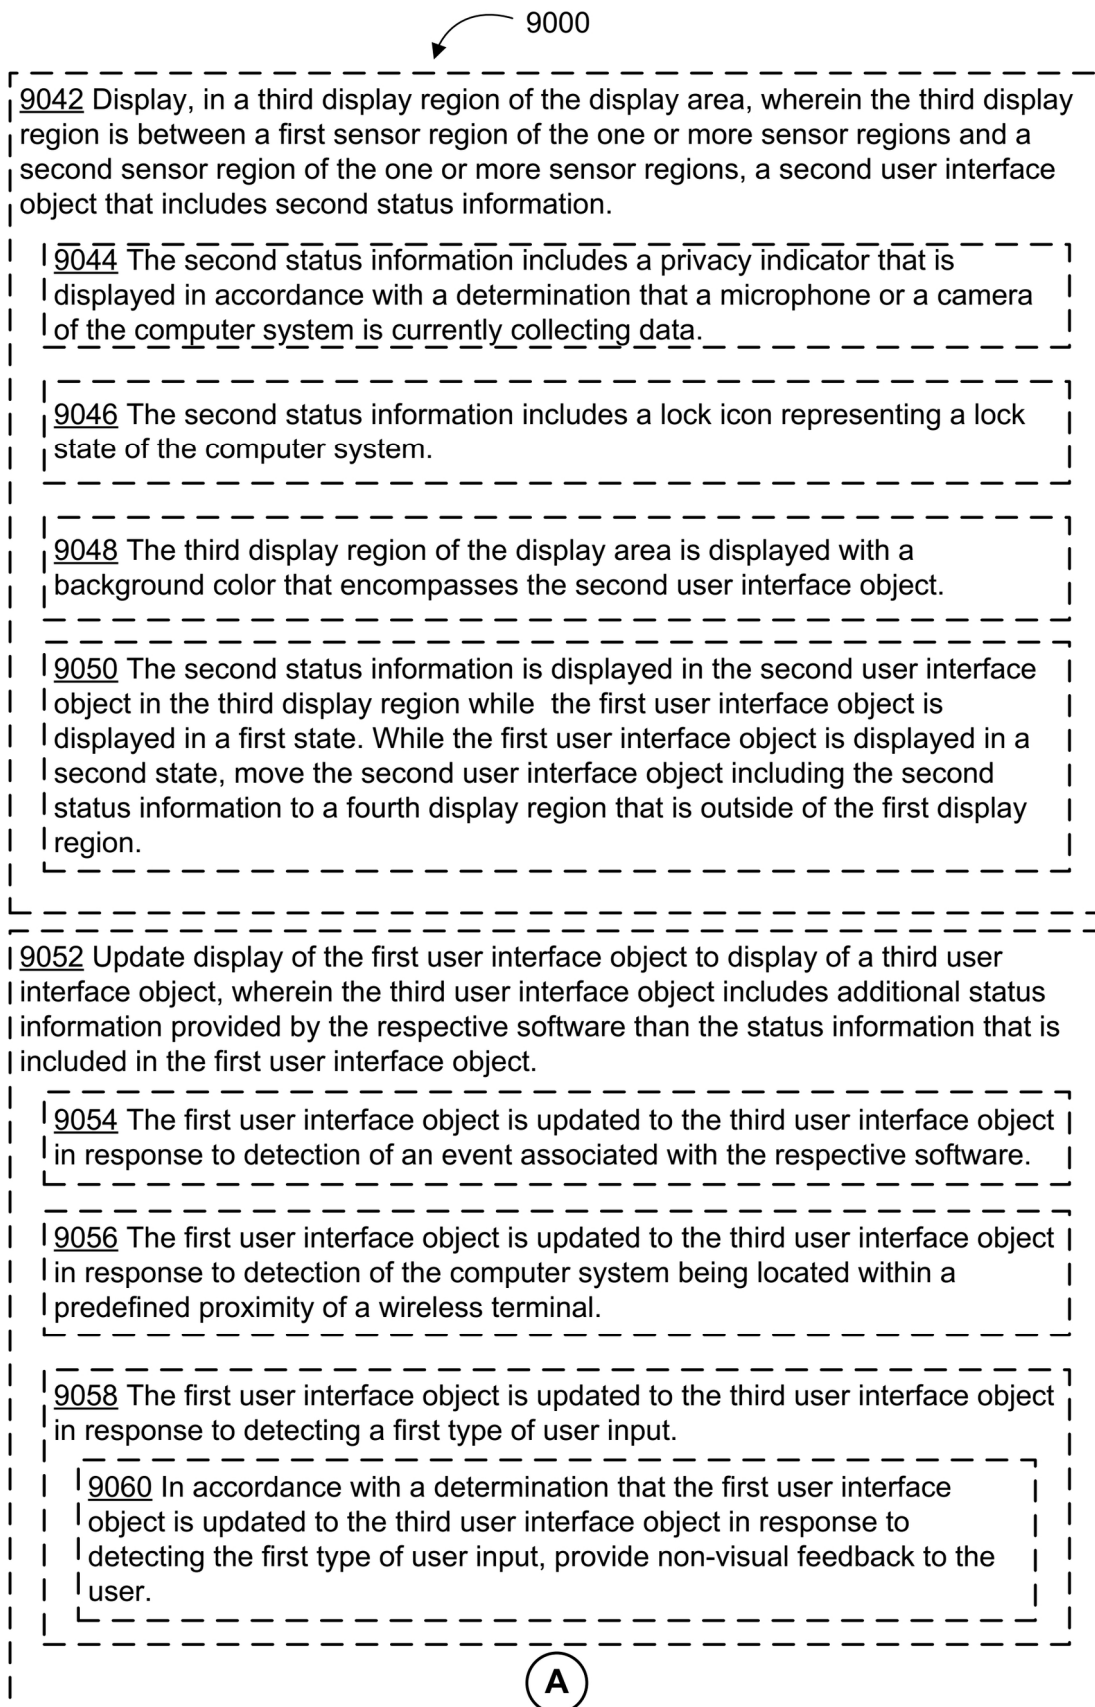 9000
9042 Display, in a third display region of the display area, wherein the third display
region is between a first sensor region of the one or more sensor regions and a
second sensor region of the one or more sensor regions, a second user interface
object that includes second status information.
9044 The second status information includes a privacy indicator that is
displayed in accordance with a determination that a microphone or a camera
of the computer system is currently collecting data.
9046 The second status information includes a lock icon representing a lock
state of the computer system.
9048 The third display region of the display area is displayed with a
background color that encompasses the second user interface object.
9050 The second status information is displayed in the second user interface
object in the third display region while the first user interface object is
displayed in a first state. While the first user interface object is displayed in a
second state, move the second user interface object including the second
status information to a fourth display region that is outside of the first display
region.
9052 Update display of the first user interface object to display of a third user
interface object, wherein the third user interface object includes additional status
information provided by the respective software than the status information that is
included in the first user interface object.
9054 The first user interface object is updated to the third user interface object
in response to detection of an event associated with the respective software.
9056 The first user interface object is updated to the third user interface object
in response to detection of the computer system being located within a
predefined proximity of a wireless terminal.
9058 The first user interface object is updated to the third user interface object
in response to detecting a first type of user input.
9060 In accordance with a determination that the first user interface
object is updated to the third user interface object in response to
detecting the first type of user input, provide non-visual feedback to the
user.
A